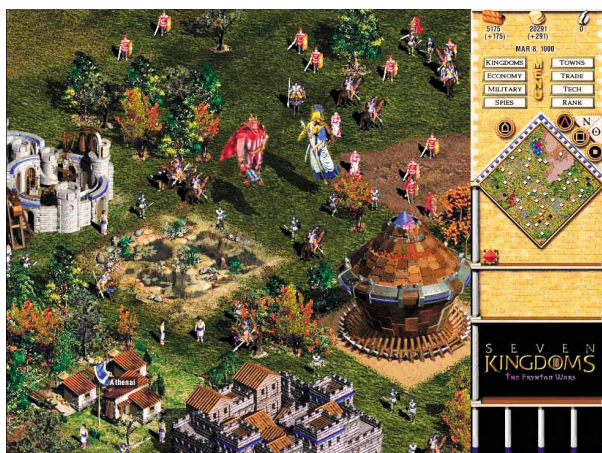 5175
(+175)
20291
(+291)
0
MAR 8, 1000
KINGDOMS
TOWNS
ECONOMY
TRADE
MILITARY
TECH
SPIES
RANK
MENU
N
Athenai
SEVEN
KINGDOMS
THE FRYHTAN WARS